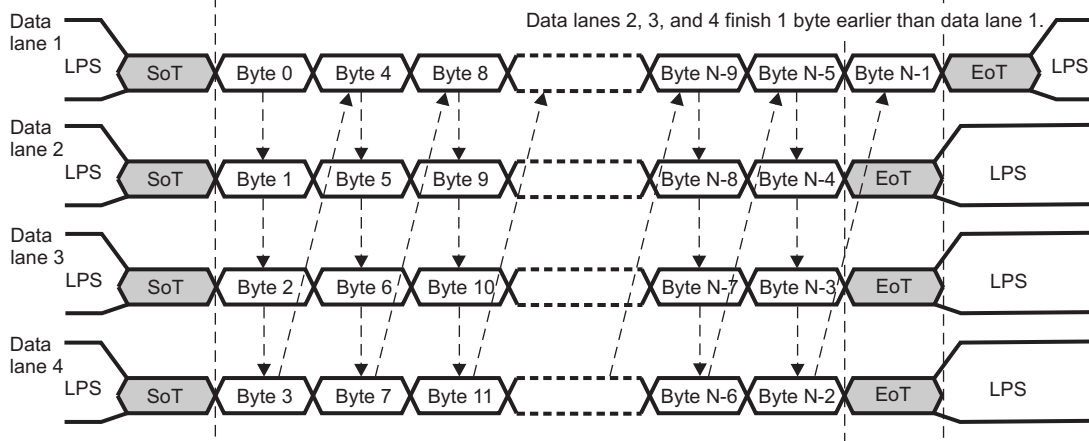 Data lanes 2, 3, and 4 finish 1 byte earlier than data lane 1.
Data
lane 1
LPS SoT Byte 0 Byte 4 Byte 8 Byte N-9 Byte N-5 Byte N-1 EoT LPS
Data
lane 2
LPS SoT Byte 1 Byte 5 Byte 9 Byte N-8 Byte N-4 EoT LPS
Data
lane 3
LPS SoT Byte 2 Byte 6 Byte 10 Byte N-7 Byte N-3 EoT LPS
Data
lane 4
LPS SoT Byte 3 Byte 7 Byte 11 Byte N-6 Byte N-2 EoT LPS